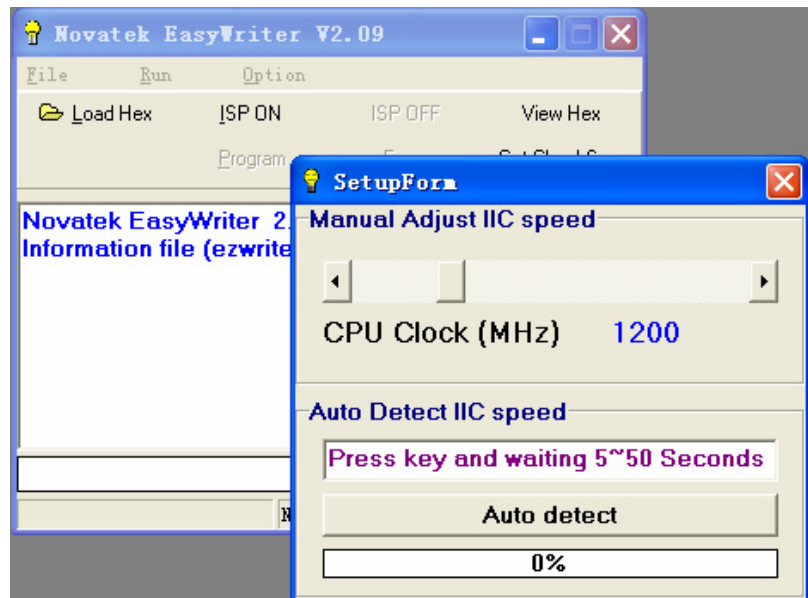 Novatek EasyWriter V2.09
File Run Option
Load Hex ISP ON ISP OFF View Hex
Program
SetupForm
Novatek EasyWriter 2.
Information file (ezwrite
Manual Adjust IIC speed
CPU Clock (MHz) 1200
Auto Detect IIC speed
Press key and waiting 5~50 Seconds
Auto detect
0%
N